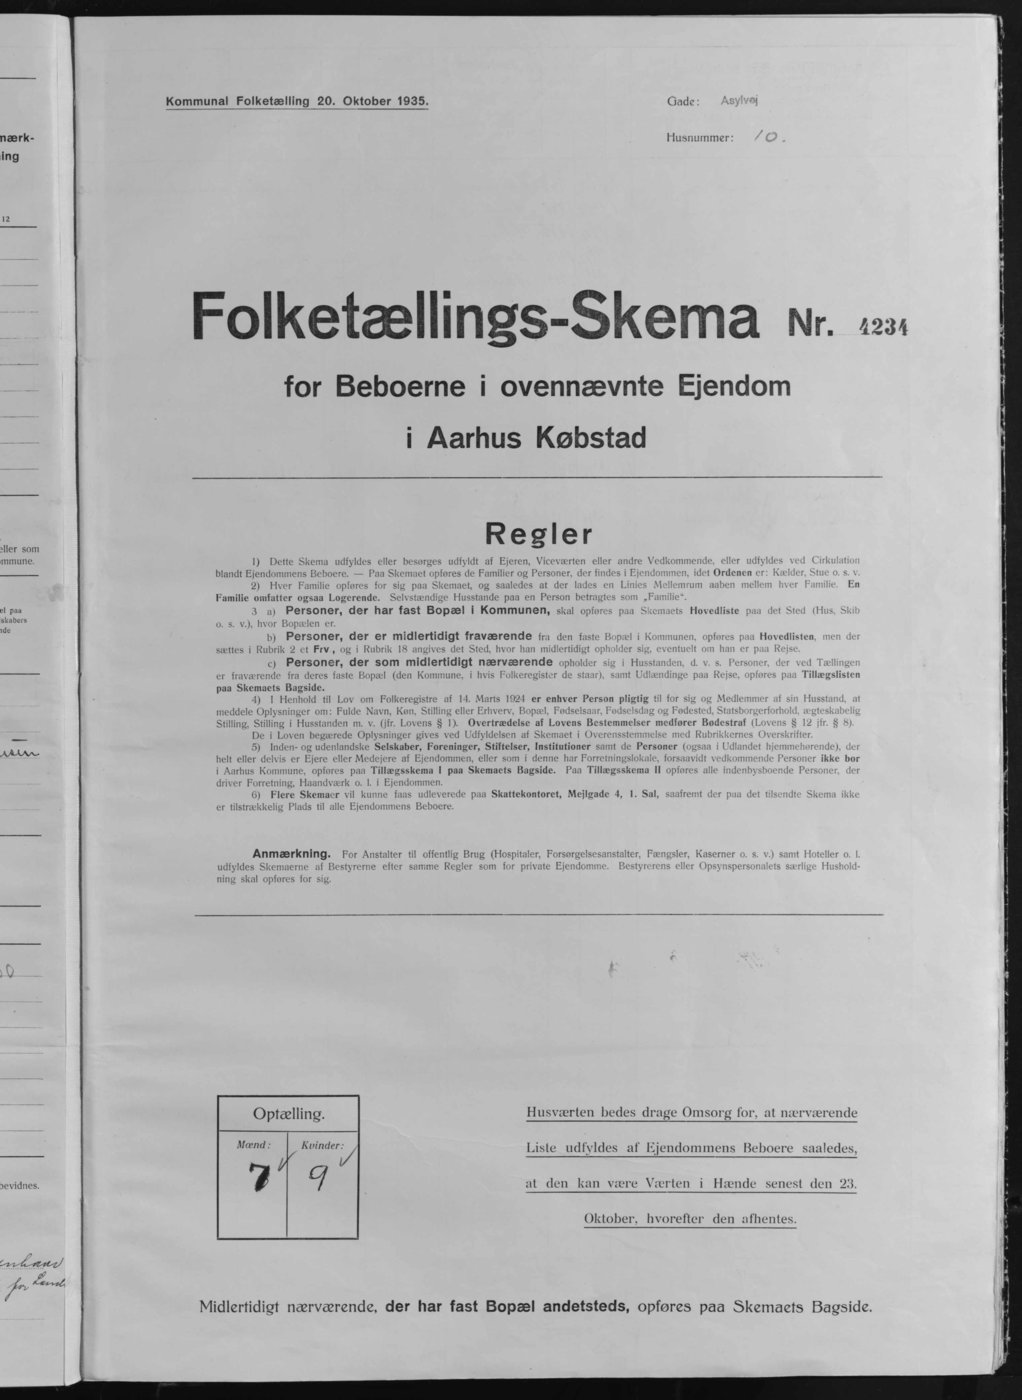 mærk-
ing
12
eller som
ommune.
el paa
lskabers
nde
bevidnes.
for
Kommunal Folketælling 20. Oktober 1935.
Gade: Asylvej
Husnummer: 10.
Folketællings-Skema Nr. 4234
for Beboerne i ovennævnte Ejendom
i Aarhus Købstad
Regler
1) Dette Skema udfyldes eller besørges udfyldt af Ejeren, Viceværten eller andre Vedkommende, eller udfyldes ved Cirkulation
blandt Ejendommens Beboere. — Paa Skemaet opføres de Familier og Personer, der findes i Ejendommen, idet Ordenen er: Kælder, Stue o. s. v.
2) Hver Familie opføres for sig paa Skemaet, og saaledes at der lades en Linies Mellemrum aaben mellem hver Familie. En
Familie omfatter ogsaa Logerende. Selvstændige Husstande paa en Person betragtes som „Familie“.
3 a) Personer, der har fast Bopæl i Kommunen, skal opføres paa Skemaets Hovedliste paa det Sted (Hus, Skib
o. s. v.), hvor Bopælen er.
b) Personer, der er midlertidigt fraværende fra den faste Bopæl i Kommunen, opføres paa Hovedlisten, men der
sættes i Rubrik 2 et Frv., og i Rubrik 18 angives det Sted, hvor han midlertidigt opholder sig, eventuelt om han er paa Rejse.
c) Personer, der som midlertidigt nærværende opholder sig i Husstanden, d. v. s. Personer, der ved Tællingen
er fraværende fra deres faste Bopæl (den Kommune, i hvis Folkeregister de staar), samt Udlændinge paa Rejse, opføres paa Tillægslisten
paa Skemaets Bagside.
4) I Henhold til Lov om Folkeregistre af 14. Marts 1924 er enhver Person pligtig til for sig og Medlemmer af sin Husstand, at
meddele Oplysninger om: Fulde Navn, Køn, Stilling eller Erhverv, Bopæl, Fødselsaar, Fødselsdag og Fødested, Statsborgerforhold, ægteskabelig
Stilling, Stilling i Husstanden m. v. (jfr. Lovens § 1). Overtrædelse af Lovens Bestemmelser medfører Bødestraf (Lovens § 12 jfr. § 8).
De i Loven begærede Oplysninger gives ved Udfyldelsen af Skemaet i Overensstemmelse med Rubrikkernes Overskrifter.
5) Inden- og udenlandske Selskaber, Foreninger, Stiftelser, Institutioner samt de Personer (ogsaa i Udlandet hjemmehørende), der
helt eller delvis er Ejere eller Medejere af Ejendommen, eller som i denne har Forretningslokale, forsaavidt vedkommende Personer ikke bor
i Aarhus Kommune, opføres paa Tillægsskema I paa Skemaets Bagside. Paa Tillægsskema II opføres alle indenbysboende Personer, der
driver Forretning, Haandværk o. l. i Ejendommen.
6) Flere Skemaer vil kunne faas udleverede paa Skattekontoret, Mejlgade 4, 1. Sal, saafremt der paa det tilsendte Skema ikke
er tilstrækkelig Plads til alle Ejendommens Beboere.
Anmærkning. For Anstalter til offentlig Brug (Hospitaler, Forsørgelsesanstalter, Fængsler, Kaserner o. s. v.) samt Hoteller o. l.
udfyldes Skemaerne af Bestyrerne efter samme Regler som for private Ejendomme. Bestyrerens eller Opsynspersonalets særlige Hushold-
ning skal opføres for sig.
Optælling.
Mænd: Kvinder:
7 9
Husværten bedes drage Omsorg for, at nærværende
Liste udfyldes af Ejendommens Beboere saaledes,
at den kan være Værten i Hænde senest den 23.
Oktober, hvorefter den afhentes.
Midlertidigt nærværende, der har fast Bopæl andetsteds, opføres paa Skemaets Bagside.